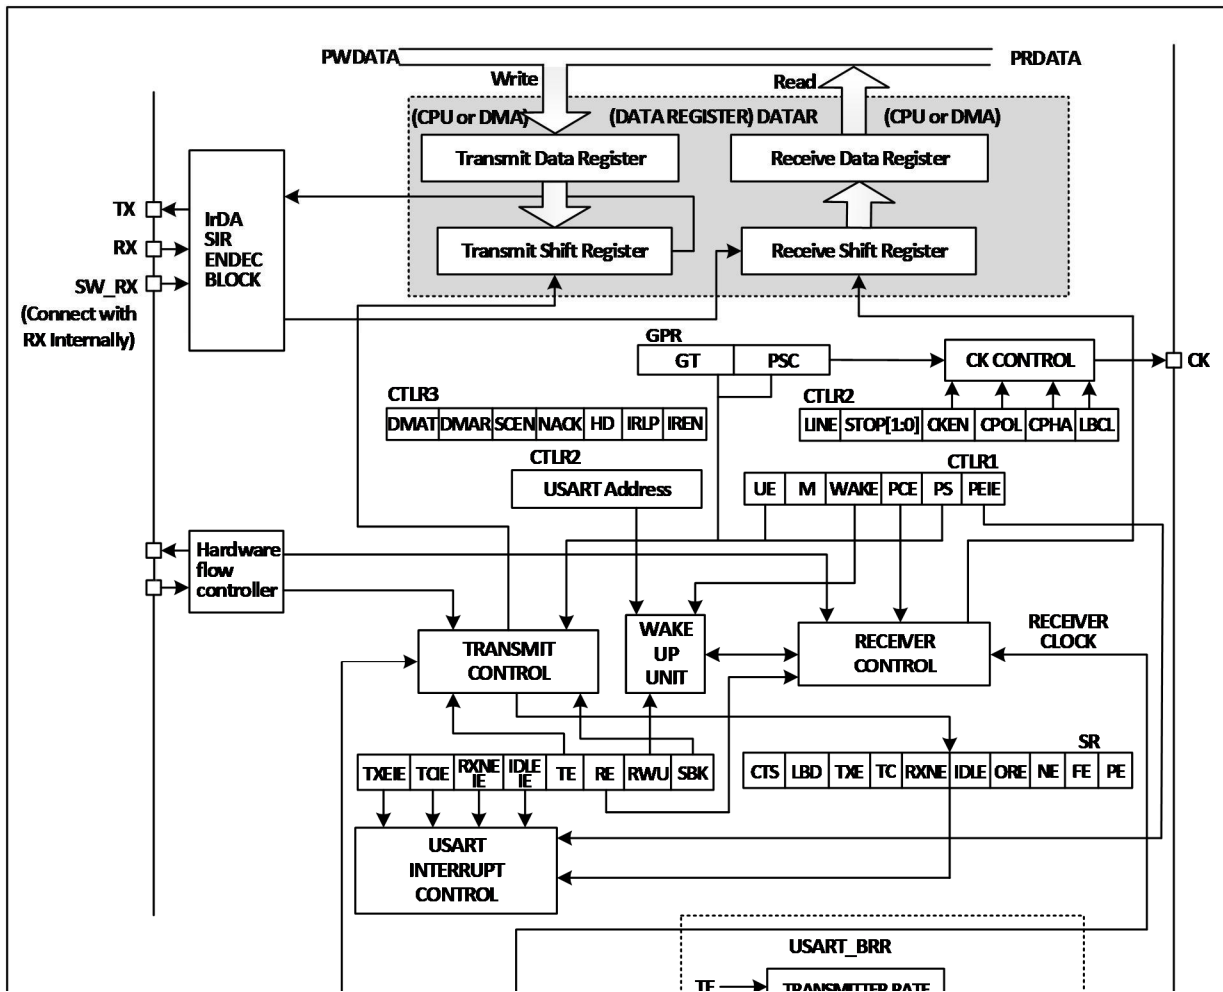 PWDATA
PRDATA
Write
Read
(CPU or DMA)
(DATA REGISTER) DATAR
(CPU or DMA)
Transmit Data Register
Receive Data Register
TX
IrDA
SIR
ENDEC
BLOCK
RX
Transmit Shift Register
Receive Shift Register
SW_RX
(Connect with
RX Internally)
GPR
GT
PSC
CK CONTROL
CK
CTLR3
DMAT DMAR SCEN NACK HD IRLP IREN
CTLR2
LINE STOP[1:0] CKEN CPOL CPHA LBCL
CTLR2
USART Address
CTLR1
UE M WAKE PCE PS PEIE
Hardware
flow
controller
TRANSMIT
CONTROL
WAKE
UP
UNIT
RECEIVER
CONTROL
RECEIVER
CLOCK
TXEIE TCIE RXNE IE IDLE IE TE RE RWU SBK
SR
CTS LBD TXE TC RXNE IDLE ORE NE FE PE
USART
INTERRUPT
CONTROL
USART_BRR
TE
TRANSMITTER RATE